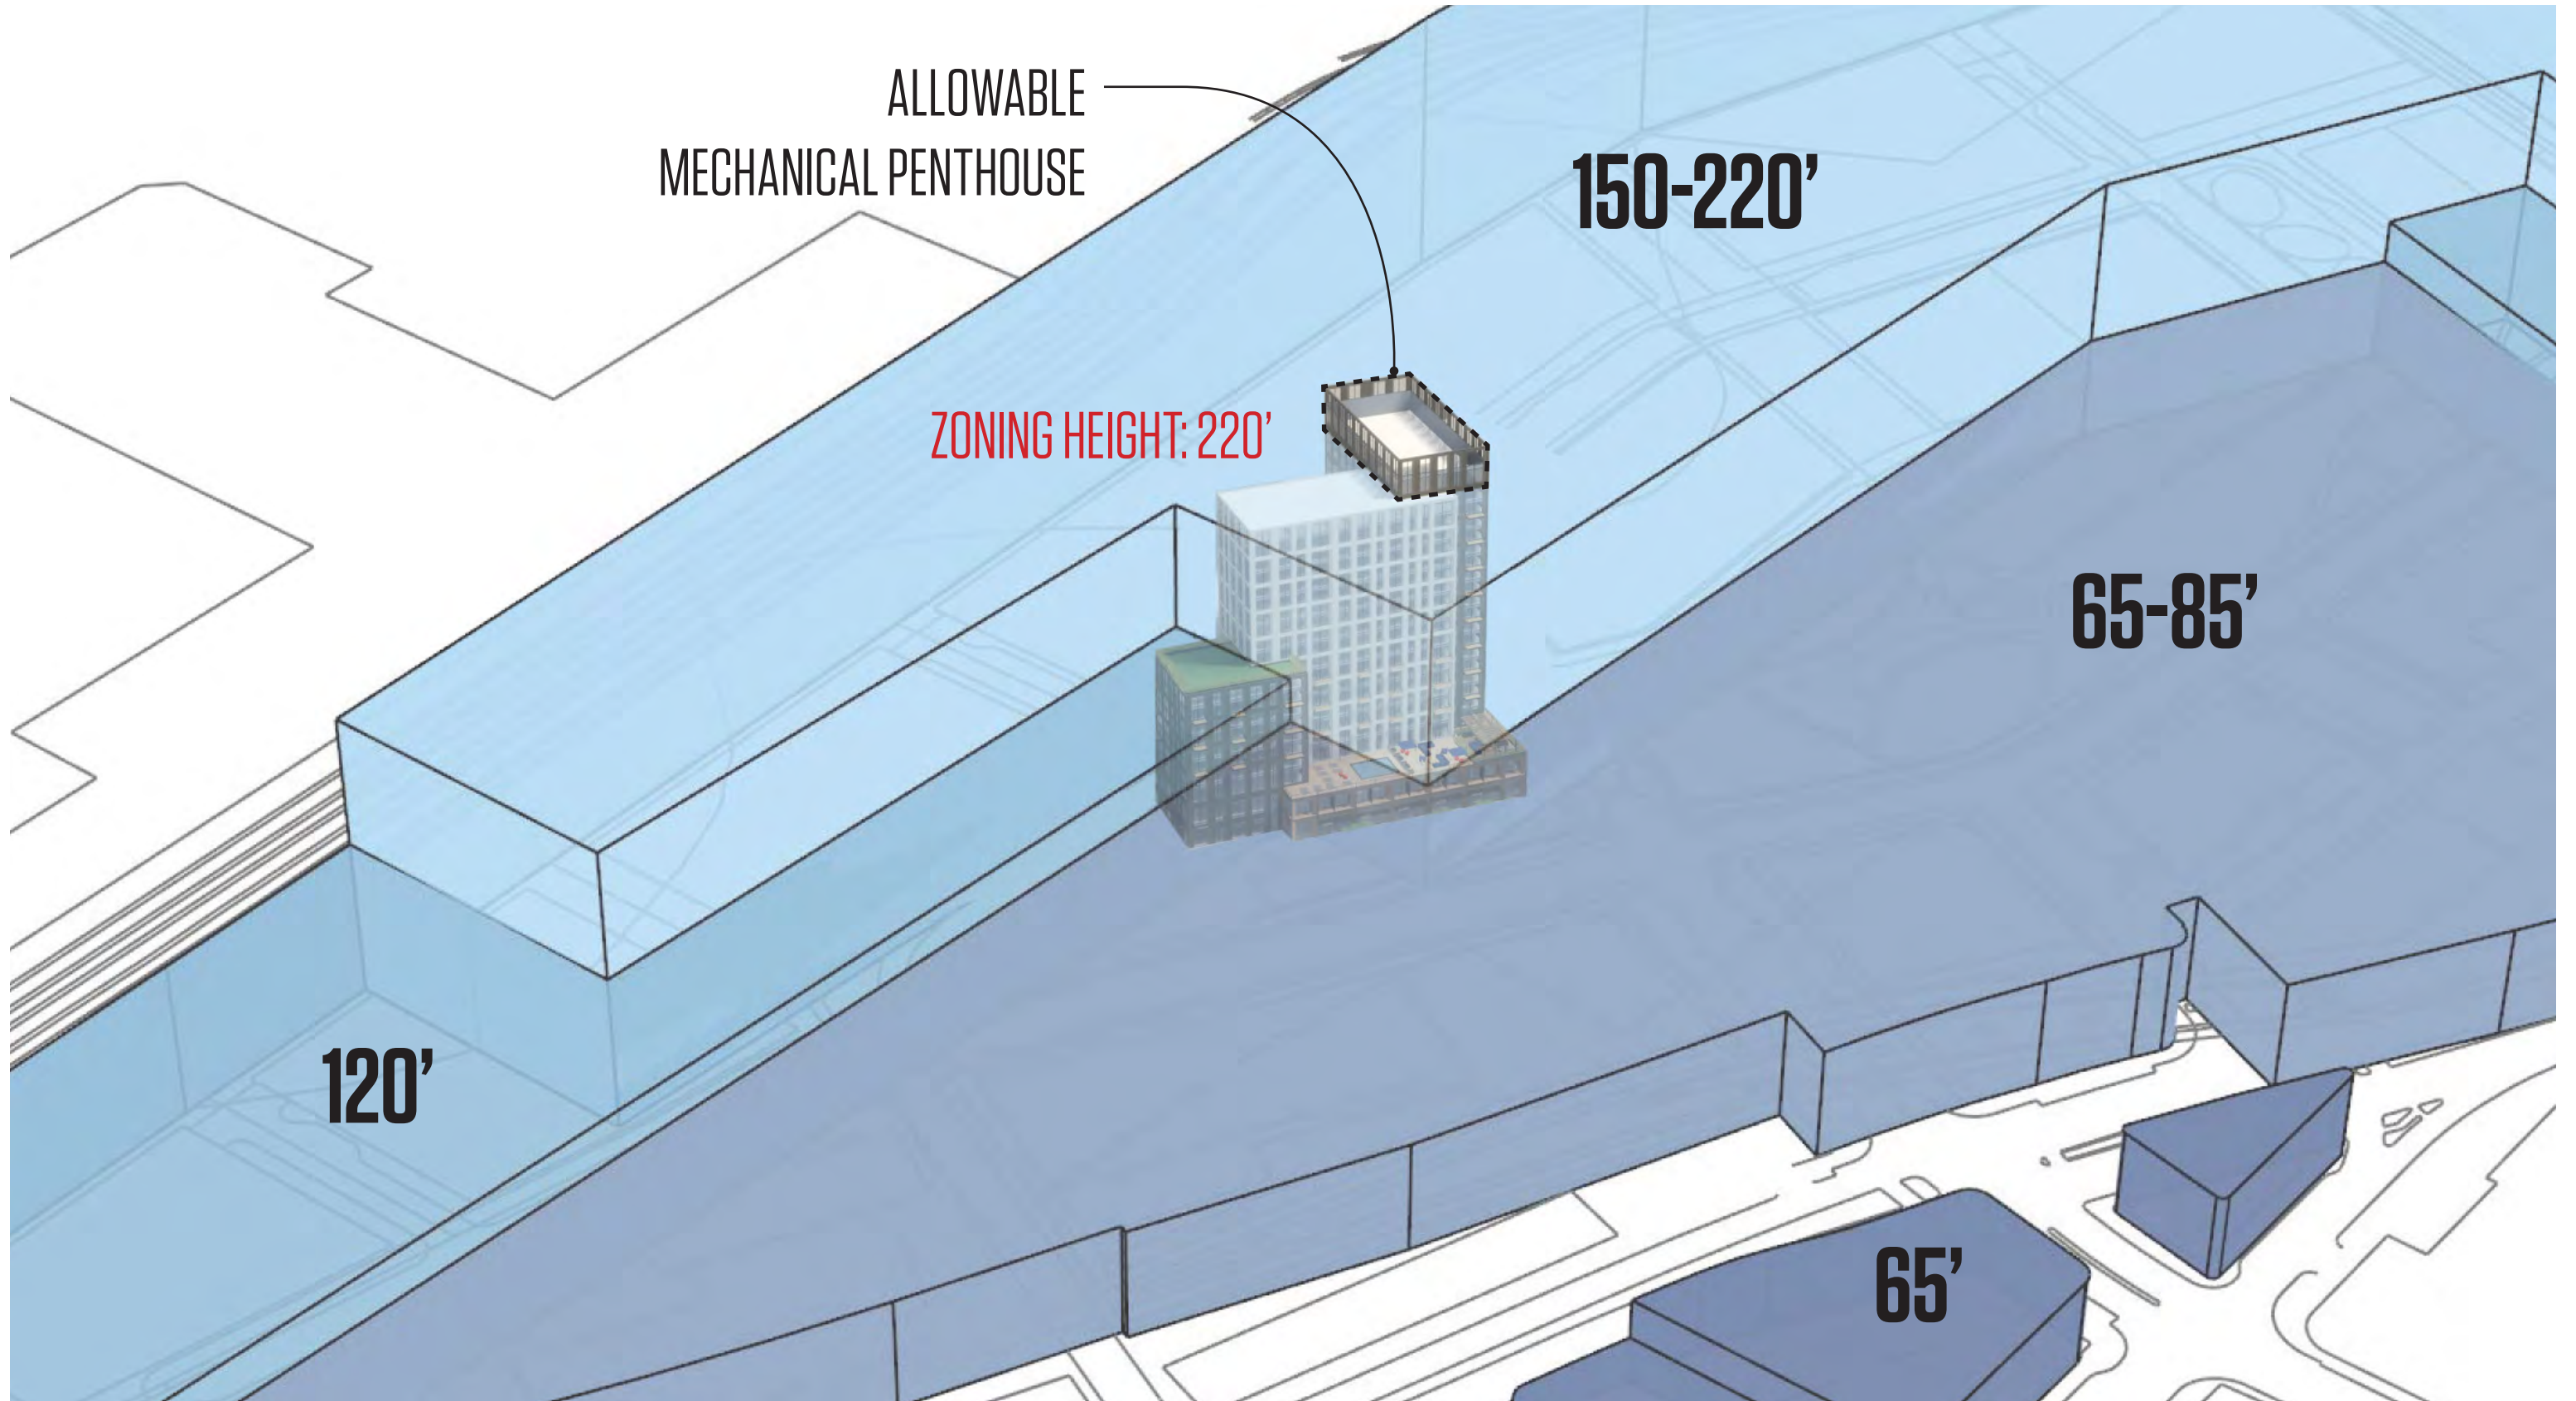 ALLOWABLE
MECHANICAL PENTHOUSE
150-220’
ZONING HEIGHT: 220’
65-85’
120’
65’